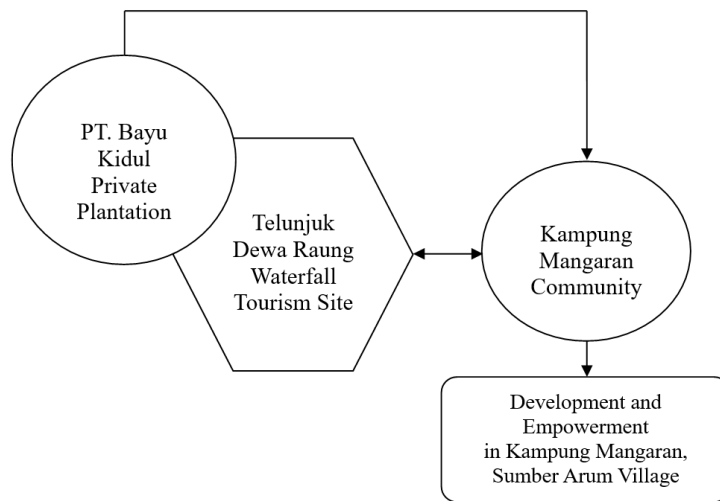 PT. Bayu
Kidul
Private
Plantation
Telunjuk
Dewa Raung
Waterfall
Tourism Site
Kampung
Mangaran
Community
Development and
Empowerment
in Kampung Mangaran,
Sumber Arum Village